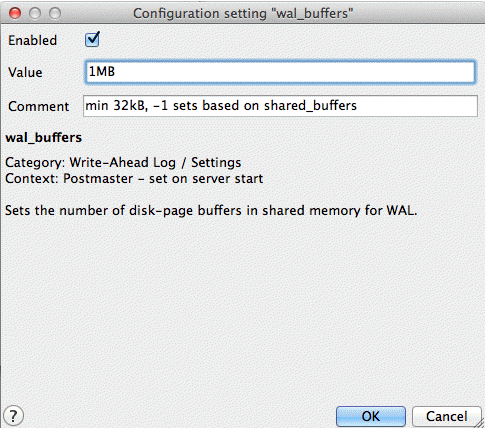 Configuration setting "wal_buffers"
Enabled
Value 1MB
Comment min 32kB, -1 sets based on shared_buffers
wal_buffers
Category: Write-Ahead Log / Settings
Context: Postmaster - set on server start
Sets the number of disk-page buffers in shared memory for WAL.
? OK Cancel